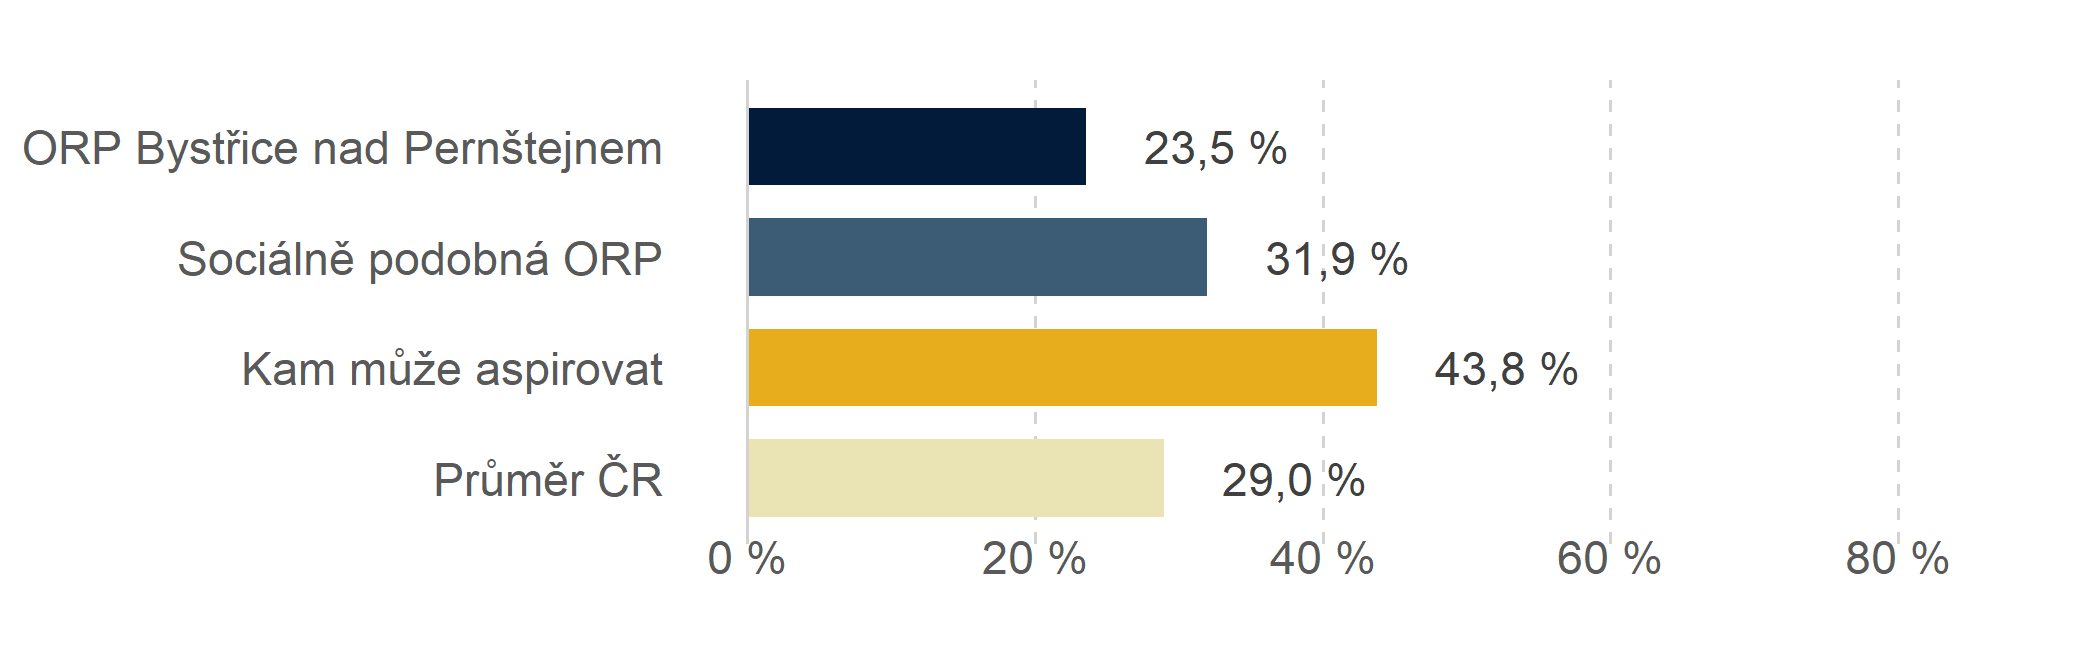 ORP Bystřice nad Pernštejnem 23,5 %
Sociálně podobná ORP 31,9 %
Kam může aspirovat 43,8 %
Průměr ČR 29,0 %
0 % 20 % 40 % 60 % 80 %